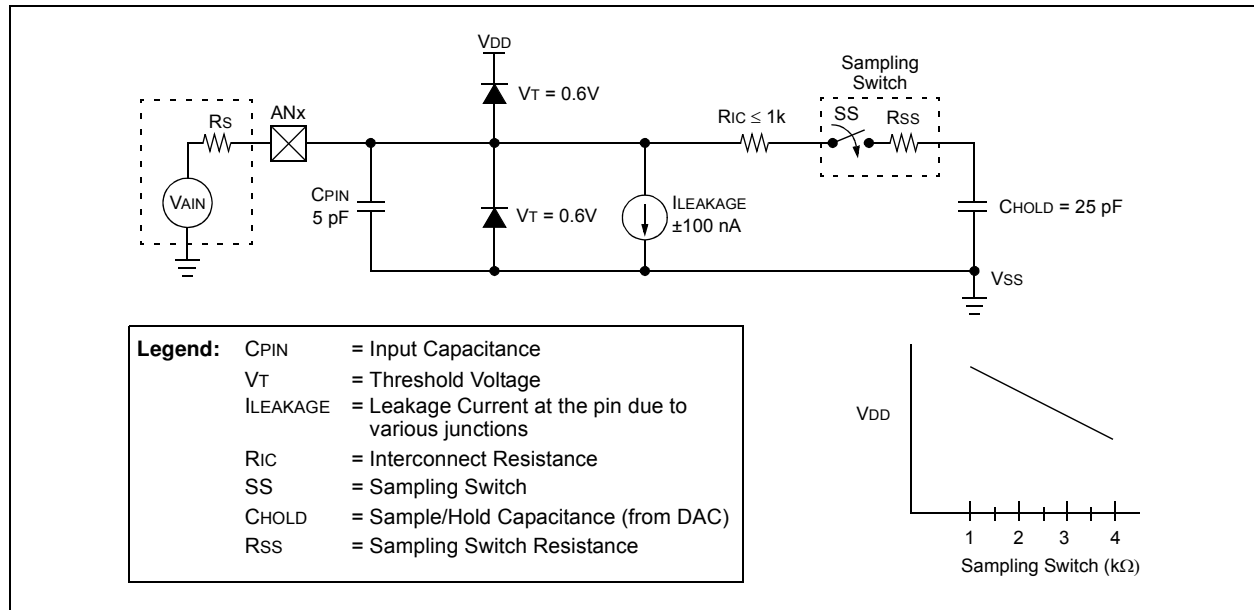 VDD
Sampling
Switch
VT = 0.6V
RS
ANx
RIC ≤ 1k
SS
RSS
VAIN
CPIN
5 pF
VT = 0.6V
ILEAKAGE
±100 nA
CHOLD = 25 pF
VSS
Legend: CPIN = Input Capacitance
VT = Threshold Voltage
ILEAKAGE = Leakage Current at the pin due to
various junctions
RIC = Interconnect Resistance
SS = Sampling Switch
CHOLD = Sample/Hold Capacitance (from DAC)
RSS = Sampling Switch Resistance
VDD
1 2 3 4
Sampling Switch (kΩ)